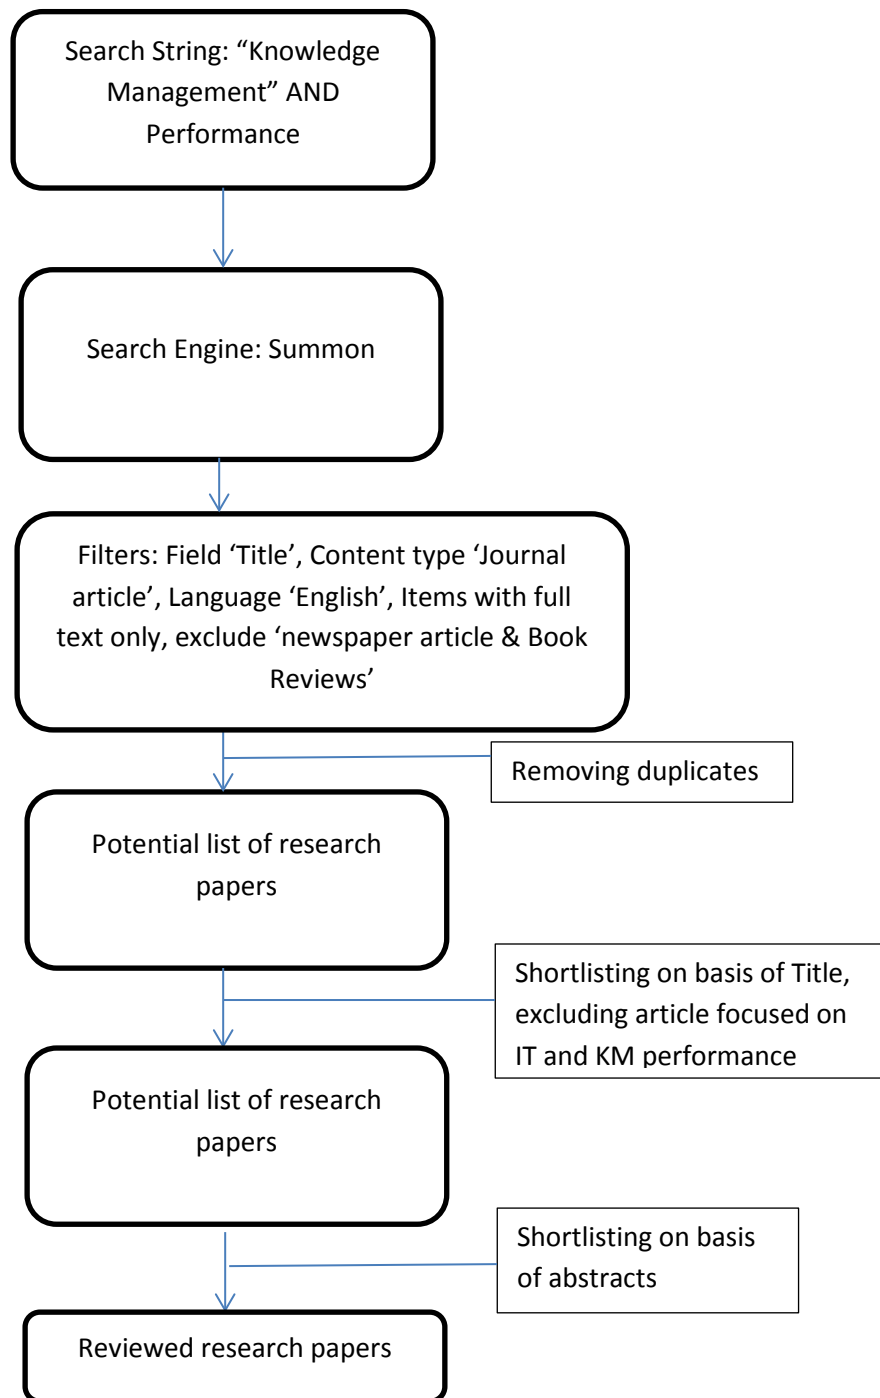 Search String: “Knowledge
Management” AND
Performance
Search Engine: Summon
Filters: Field ‘Title’, Content type ‘Journal
article’, Language ‘English’, Items with full
text only, exclude ‘newspaper article & Book
Reviews’
Removing duplicates
Potential list of research
papers
Shortlisting on basis of Title,
excluding article focused on
IT and KM performance
Potential list of research
papers
Shortlisting on basis
of abstracts
Reviewed research papers